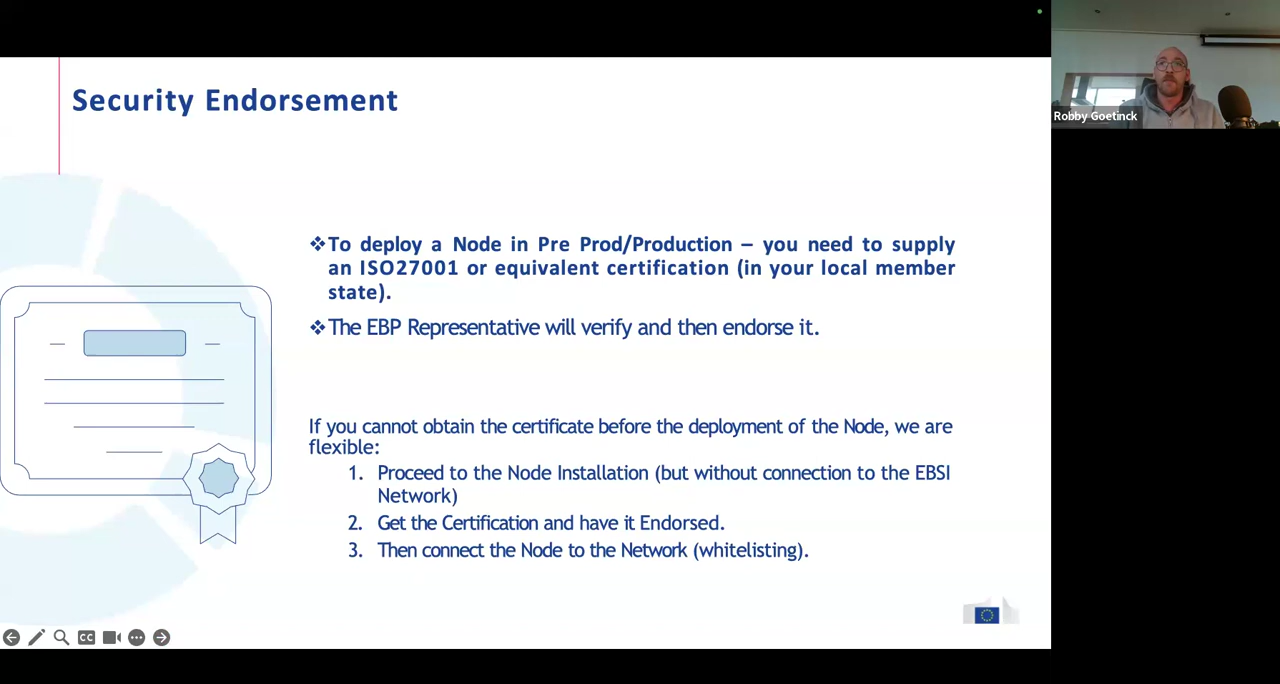 Security Endorsement
Robby Goetinck
❖To deploy a Node in Pre Prod/Production – you need to supply
an ISO27001 or equivalent certification (in your local member
state).
❖The EBP Representative will verify and then endorse it.
If you cannot obtain the certificate before the deployment of the Node, we are
flexible:
1. Proceed to the Node Installation (but without connection to the EBSI
Network)
2. Get the Certification and have it Endorsed.
3. Then connect the Node to the Network (whitelisting).
CC